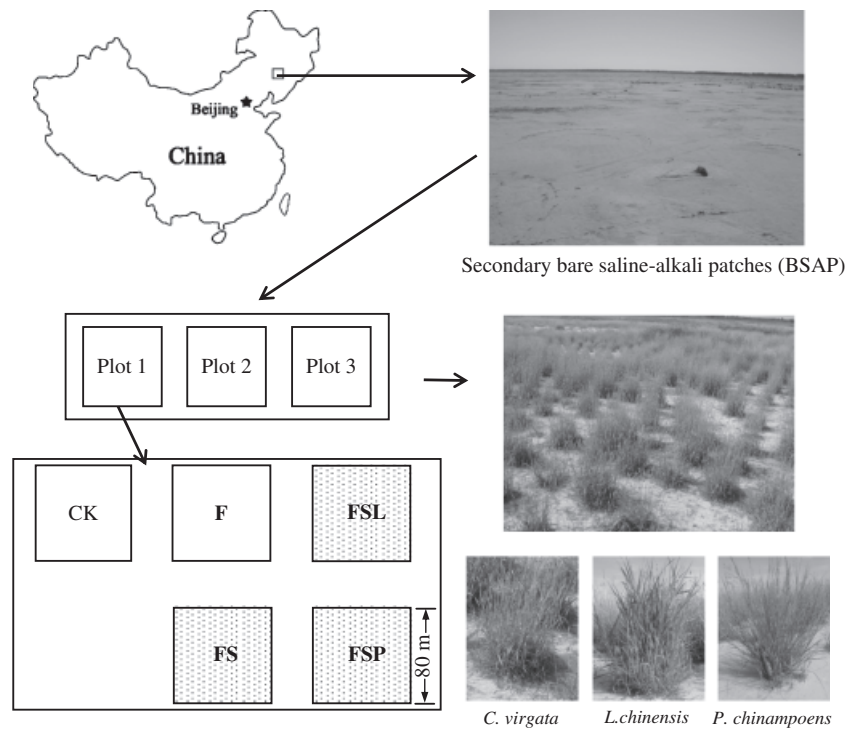 Beijing
China
Secondary bare saline-alkali patches (BSAP)
Plot 1
Plot 2
Plot 3
CK
F
FSL
FS
FSP
80 m
C. virgata
L.chinensis
P. chinampoens